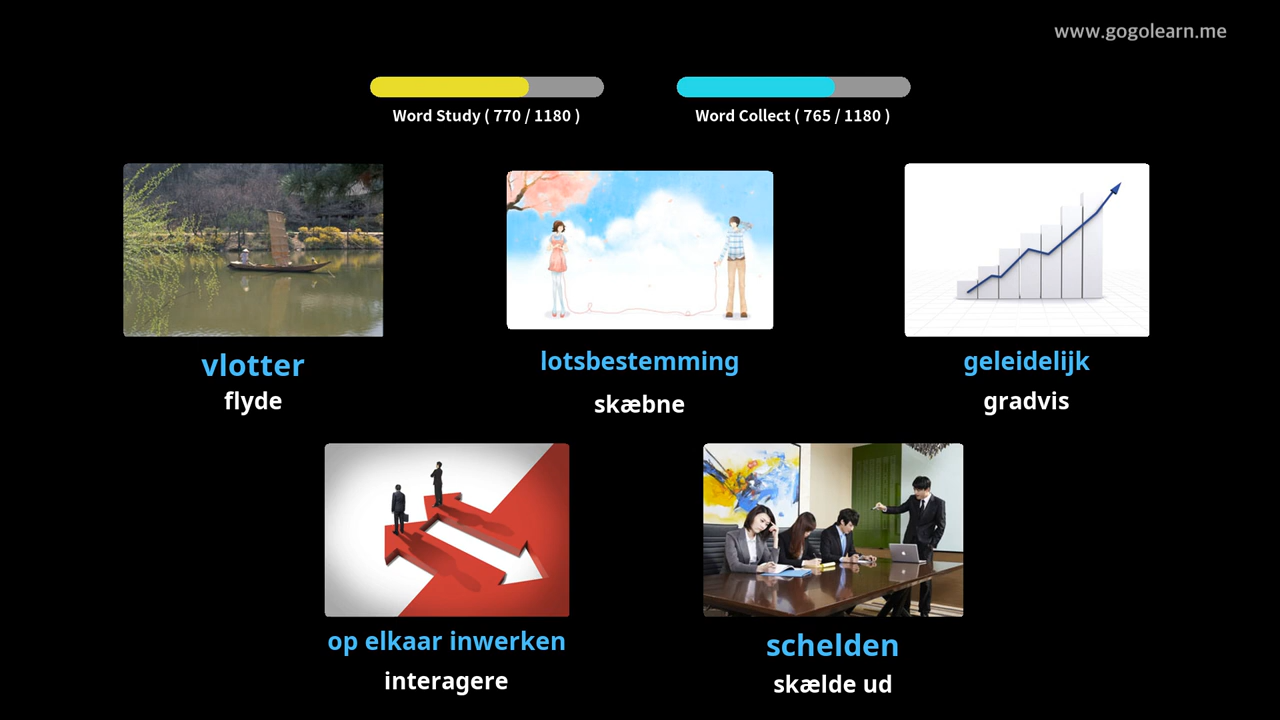 www.gogolearn.me
Word Study ( 770 / 1180 )
Word Collect ( 765 / 1180 )
vlotter
flyde
lotsbestemming
skæbne
geleidelijk
gradvis
op elkaar inwerken
interagere
schelden
skælde ud